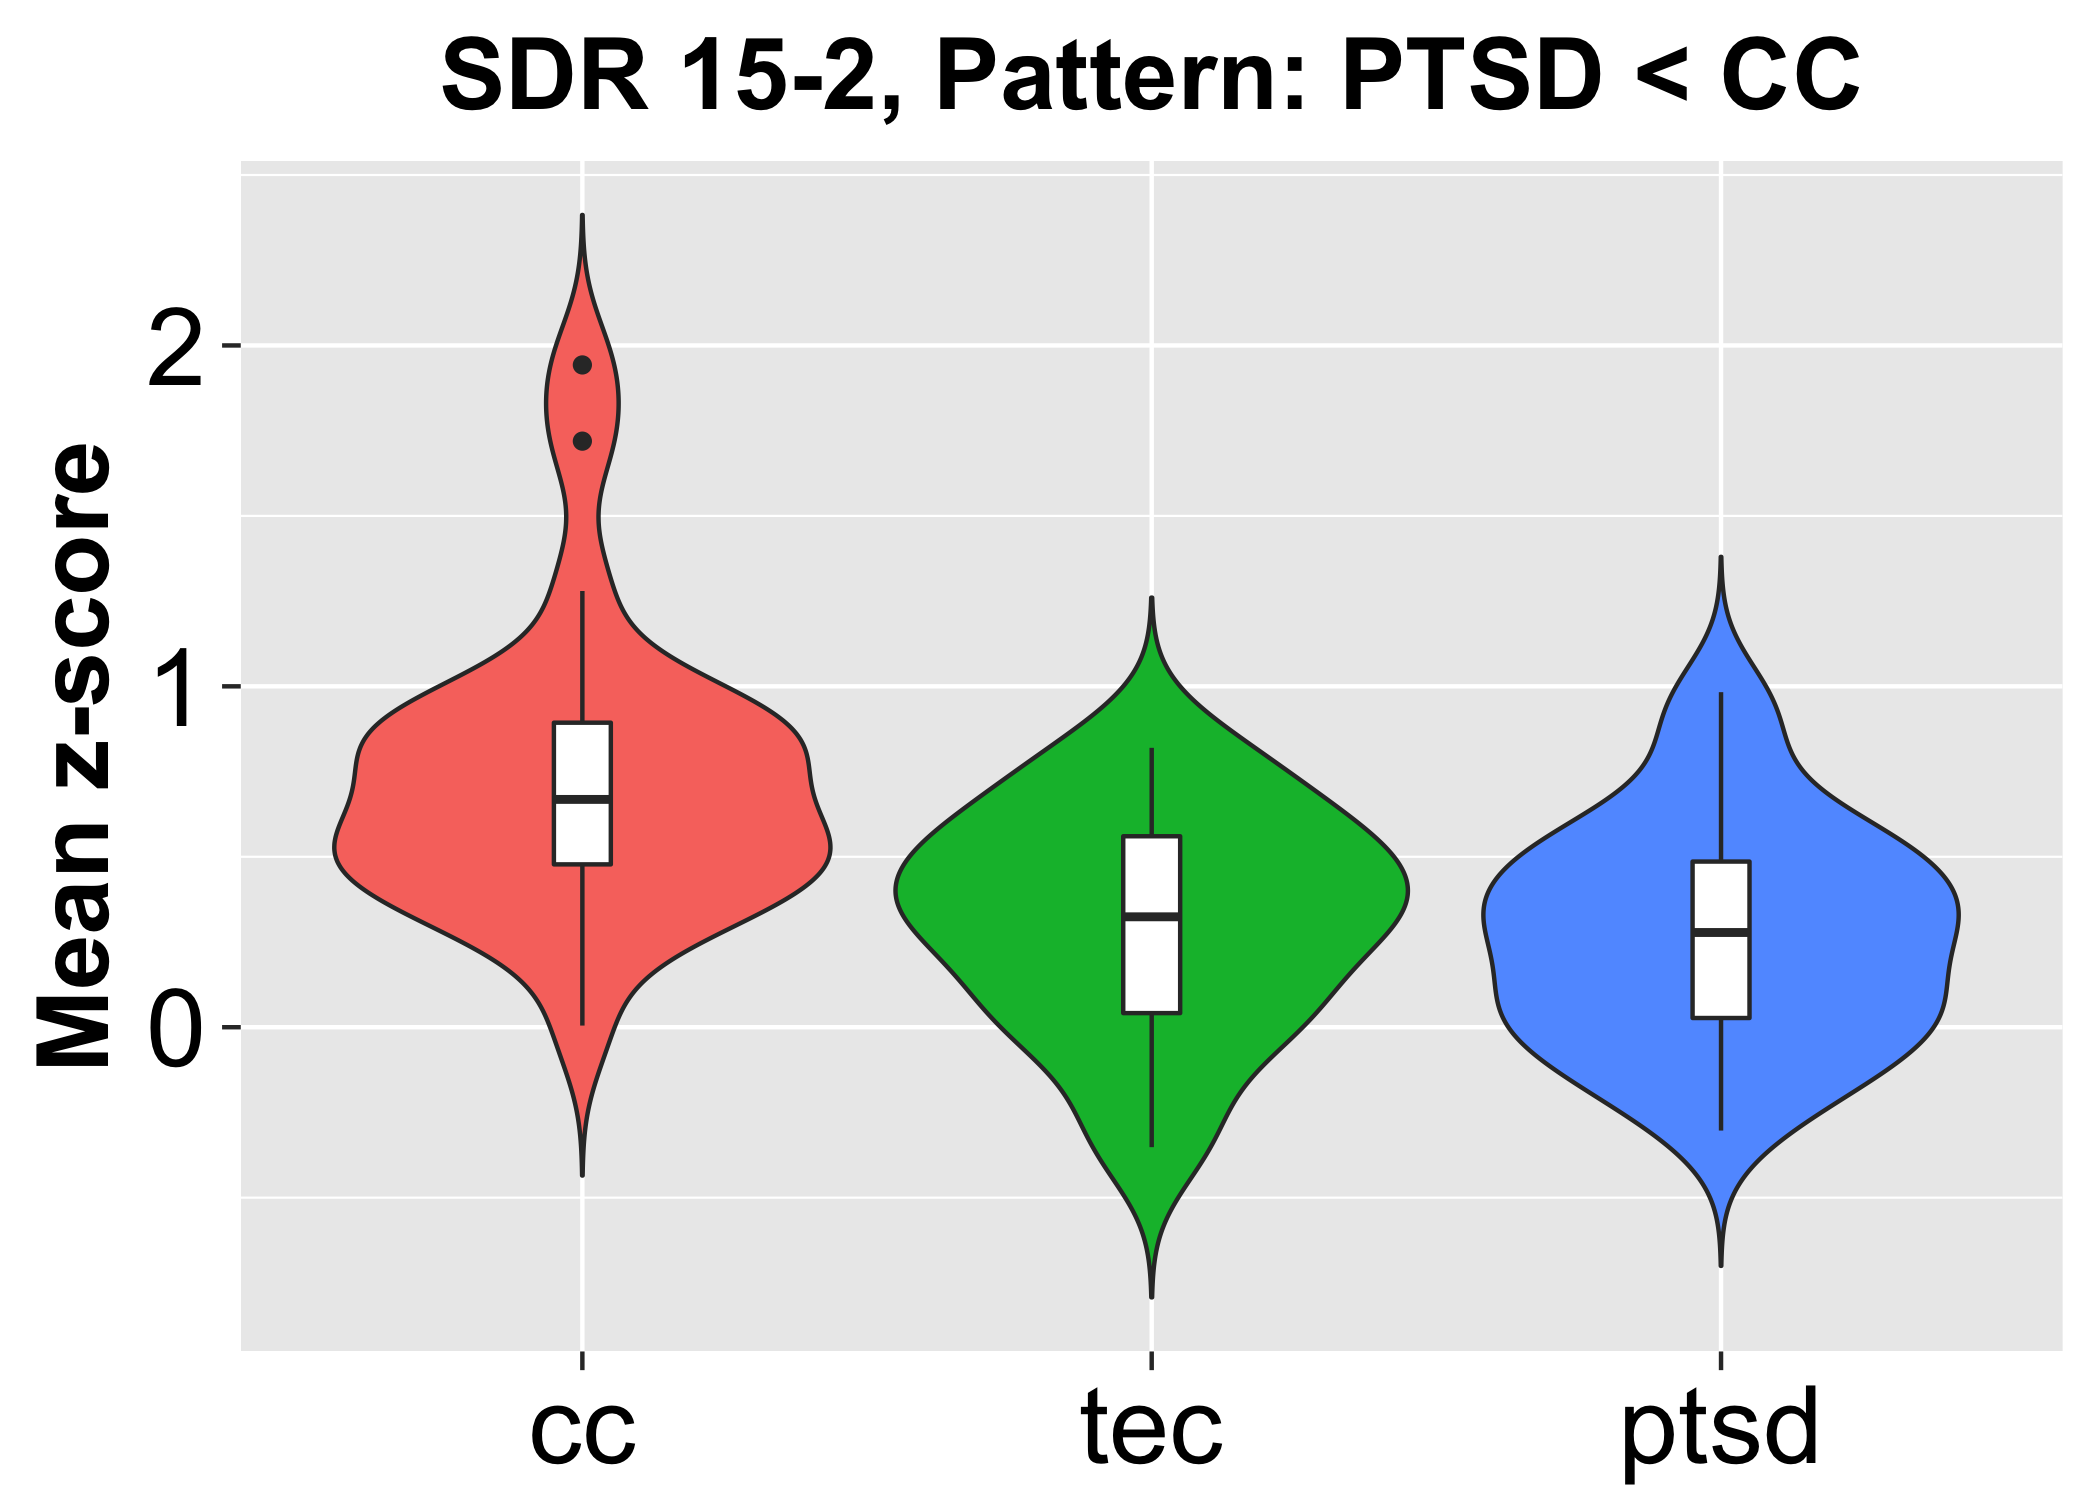 SDR 15-2, Pattern: PTSD < CC
Mean z-score
2
1
0
cc
tec
ptsd